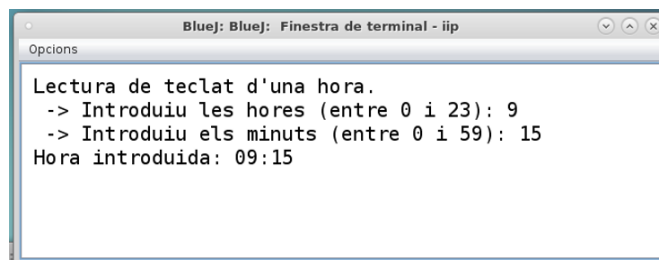 BlueJ: BlueJ:  Finestra de terminal - iip
Opcions
Lectura de teclat d'una hora.
 -> Introduiu les hores (entre 0 i 23): 9
 -> Introduiu els minuts (entre 0 i 59): 15
Hora introduida: 09:15